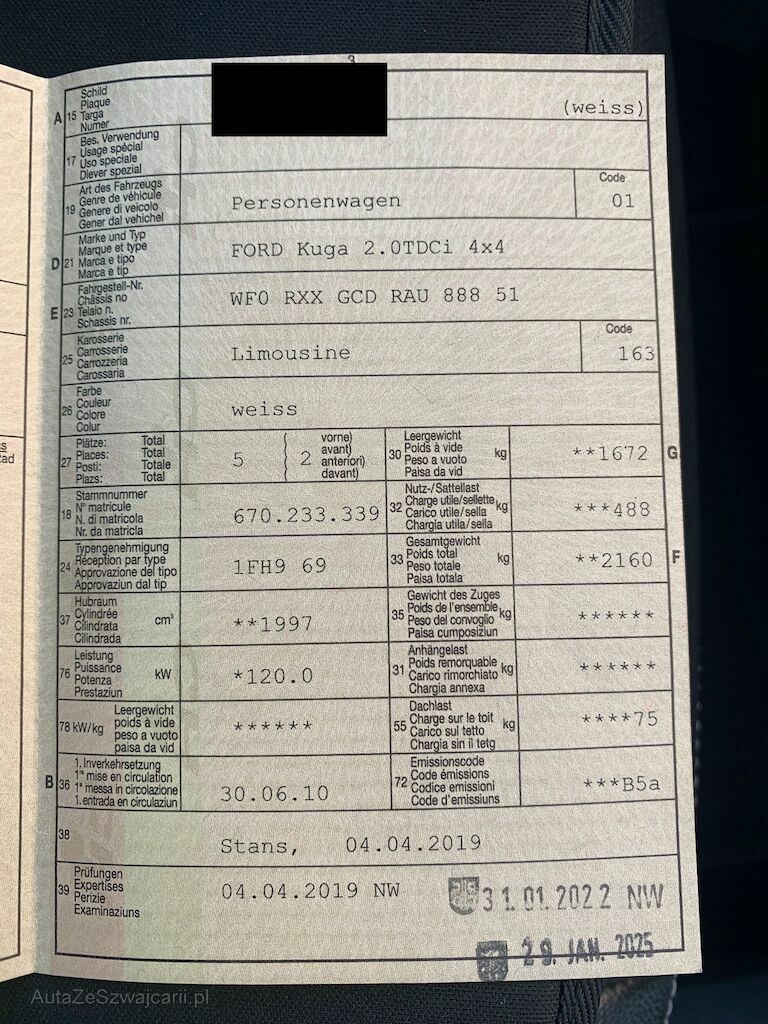 3
A 15 Schild
Plaque
Targa
Numer
(weiss)
17 Bes. Verwendung
Usage spécial
Uso speciale
Diever spezial
19 Art des Fahrzeugs
Genre de véhicule
Genere di veicolo
Gener dal vehichel
Personenwagen
Code
01
D 21 Marke und Typ
Marque et type
Marca e tipo
Marca e tip
FORD Kuga 2.0TDCi 4x4
E 23 Fahrgestell-Nr.
Châssis no
Telaio n.
Schassis nr.
WF0 RXX GCD RAU 888 51
25 Karosserie
Carrosserie
Carrozzeria
Carossaria
Limousine
Code
163
26 Farbe
Couleur
Colore
Colur
weiss
27 Plätze: Total
Places: Total
Posti: Totale
Plazs: Total
5 ( 2 vorne)
avant)
anteriori)
davant)
30 Leergewicht
Poids à vide
Peso a vuoto
Paisa da vid
kg
**1672
G
18 Stammnummer
N° matricule
N. di matricola
Nr. da matricla
670.233.339
32 Nutz-/Sattellast
Charge utile/sellette
Carico utile/sella
Chargia utila/sella
kg
***488
24 Typengenehmigung
Réception par type
Approvazione del tipo
Approvaziun dal tip
1FH9 69
33 Gesamtgewicht
Poids total
Peso totale
Paisa totala
kg
**2160
F
37 Hubraum
Cylindrée
Cilindrata
Cilindrada
cm³
**1997
35 Gewicht des Zuges
Poids de l'ensemble
Peso del convoglio
Paisa cumposiziun
kg
******
76 Leistung
Puissance
Potenza
Prestaziun
kW
*120.0
31 Anhängelast
Poids remorquable
Carico rimorchiato
Chargia annexa
kg
******
78 kW/kg Leergewicht
poids à vide
peso a vuoto
paisa da vid
******
55 Dachlast
Charge sur le toit
Carico sul tetto
Chargia sin il tetg
kg
****75
B 36 1. Inverkehrsetzung
1re mise en circulation
1a messa in circolazione
1. entrada en circulaziun
30.06.10
72 Emissionscode
Code émissions
Codice emissioni
Code d'emissiuns
***B5a
38
Stans, 04.04.2019
39 Prüfungen
Expertises
Perizie
Examinaziuns
04.04.2019 NW
31.01.2022 NW
29. JAN. 2025
AutaZeSzwajcarii.pl